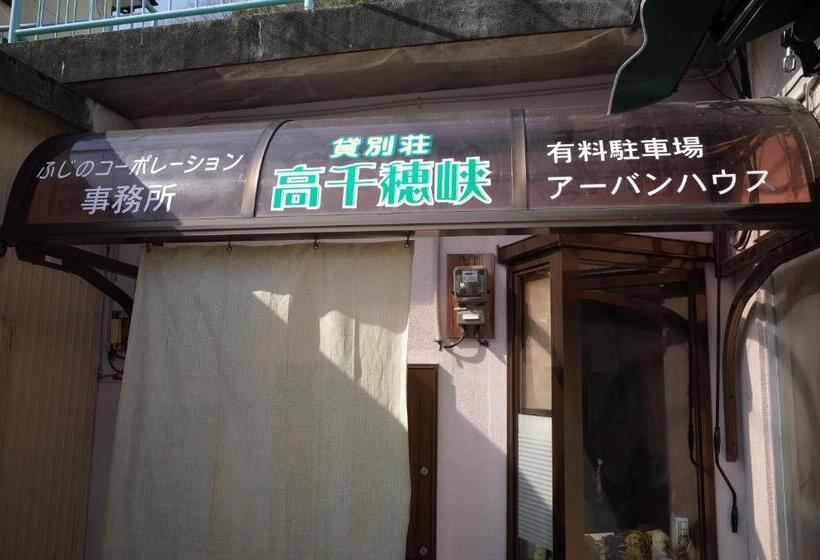 ふじのコーポレーション
事務所
貸別荘
高千穂峡
有料駐車場
アーバンハウス